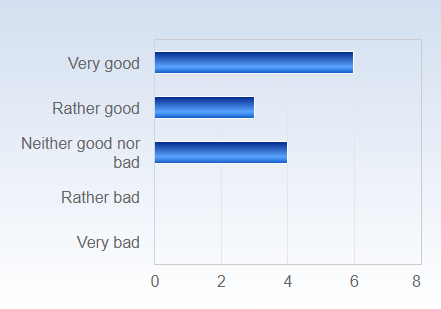 Very good
Rather good
Neither good nor
bad
Rather bad
Very bad
0 2 4 6 8